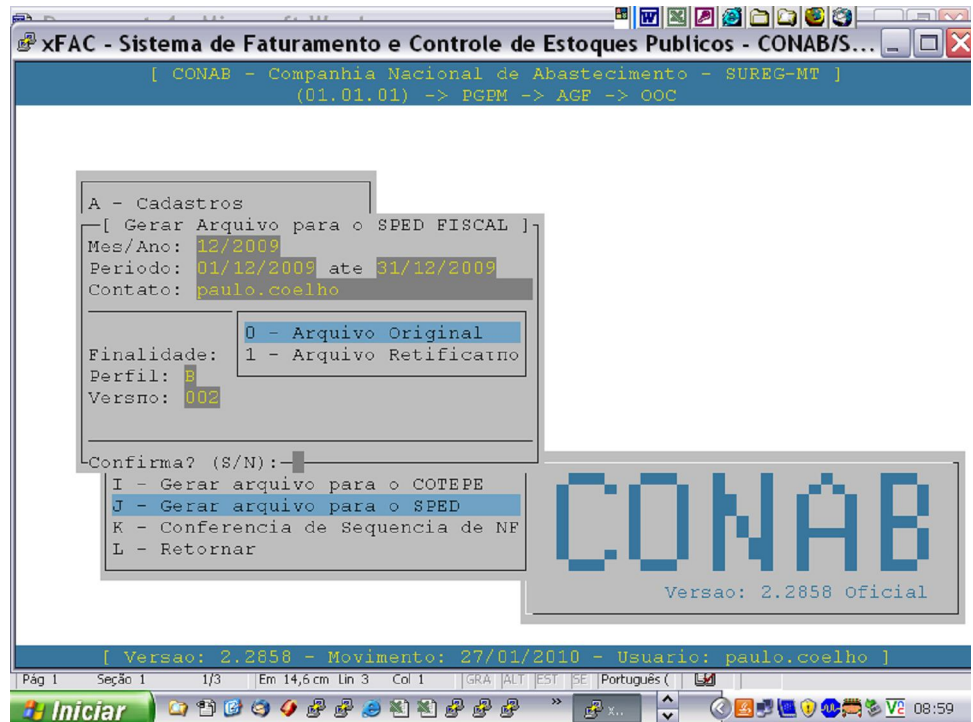 xFAC - Sistema de Faturamento e Controle de Estoques Publicos - CONAB/S...
[ CONAB - Companhia Nacional de Abastecimento - SUREG-MT ]
(01.01.01) -> PGPM -> AGF -> OOC
A - Cadastros
[ Gerar Arquivo para o SPED FISCAL ]
Mes/Ano: 12/2009
Periodo: 01/12/2009 ate 31/12/2009
Contato: paulo.coelho
0 - Arquivo Original
Finalidade: 1 - Arquivo Retificaтпо
Perfil: B
Versпo: 002
Confirma? (S/N):
I - Gerar arquivo para o COTEPE
J - Gerar arquivo para o SPED
K - Conferencia de Sequencia de NF
L - Retornar
CONAB
Versao: 2.2858 Oficial
[ Versao: 2.2858 - Movimento: 27/01/2010 - Usuario: paulo.coelho ]
Pág 1 Seção 1 1/3 Em 14,6 cm Lin 3 Col 1 GRA ALT EST SE Português (
Iniciar » x.. 08:59